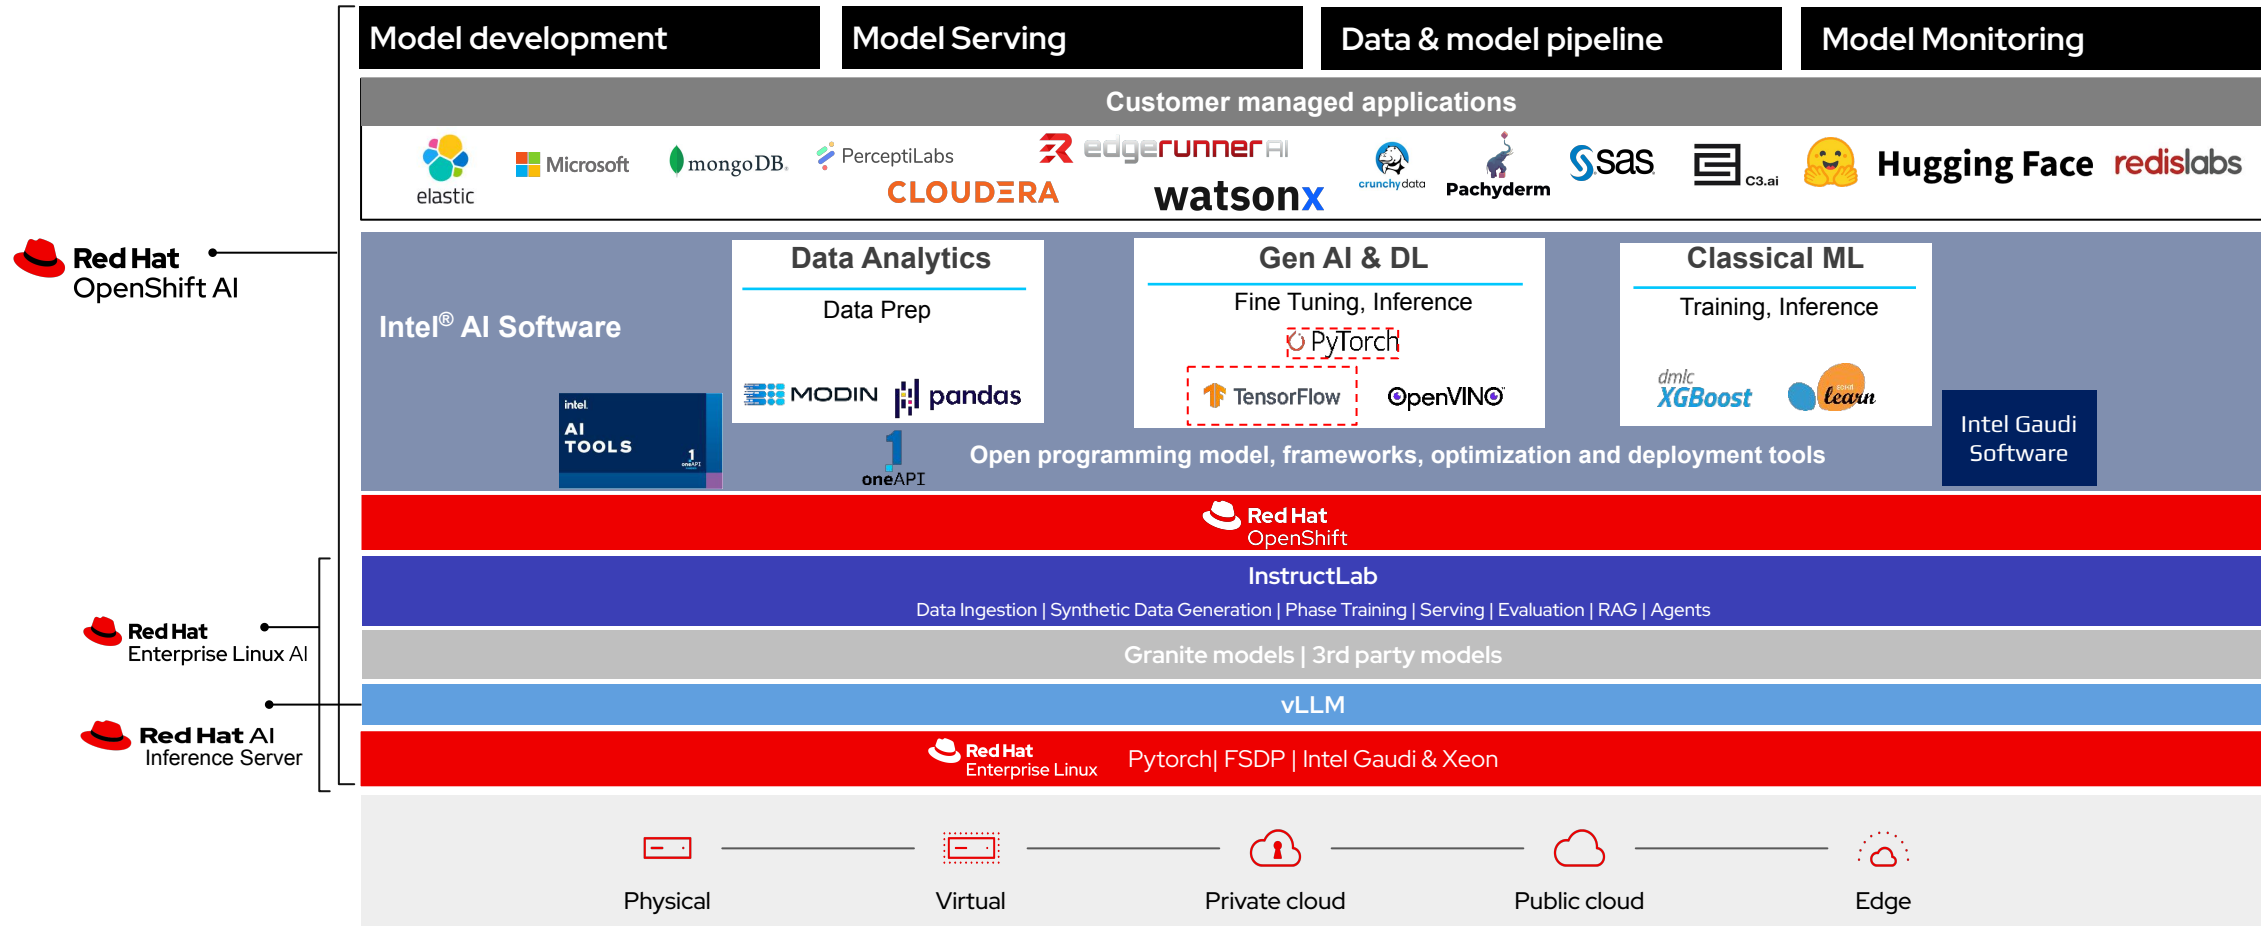 Model development
Model Serving
Data & model pipeline
Model Monitoring
Customer managed applications
elastic
Microsoft
mongoDB.
PerceptiLabs
CLOUDERA
edgerunner AI
watsonx
crunchydata
Pachyderm
sas
C3.ai
Hugging Face
redislabs
Red Hat
OpenShift AI
Intel® AI Software
Data Analytics
Data Prep
MODIN
pandas
Gen AI & DL
Fine Tuning, Inference
PyTorch
TensorFlow
OpenVINO
Classical ML
Training, Inference
dmlc
XGBoost
scikit
learn
intel.
AI
TOOLS
1
oneAPI
1
oneAPI
Open programming model, frameworks, optimization and deployment tools
Intel Gaudi
Software
Red Hat
OpenShift
InstructLab
Data Ingestion | Synthetic Data Generation | Phase Training | Serving | Evaluation | RAG | Agents
Red Hat
Enterprise Linux AI
Granite models | 3rd party models
vLLM
Red Hat AI
Inference Server
Red Hat
Enterprise Linux
Pytorch| FSDP | Intel Gaudi & Xeon
Physical
Virtual
Private cloud
Public cloud
Edge